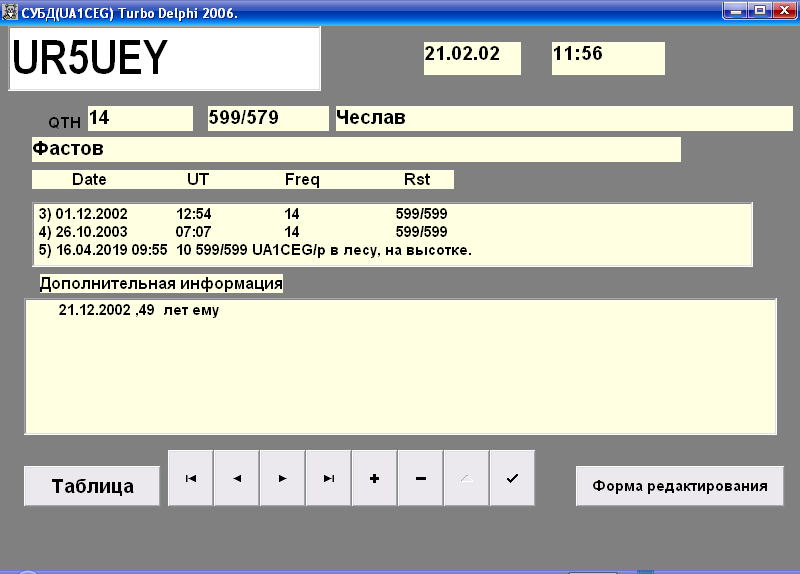 СУБД(UA1CEG) Turbo Delphi 2006.
UR5UEY 21.02.02 11:56
QTH 14 599/579 Чеслав
Фастов
Date UT Freq Rst
3) 01.12.2002 12:54 14 599/599
4) 26.10.2003 07:07 14 599/599
5) 16.04.2019 09:55 10 599/599 UA1CEG/p в лесу, на высотке.
Дополнительная информация
21.12.2002 ,49 лет ему
Таблица Форма редактирования